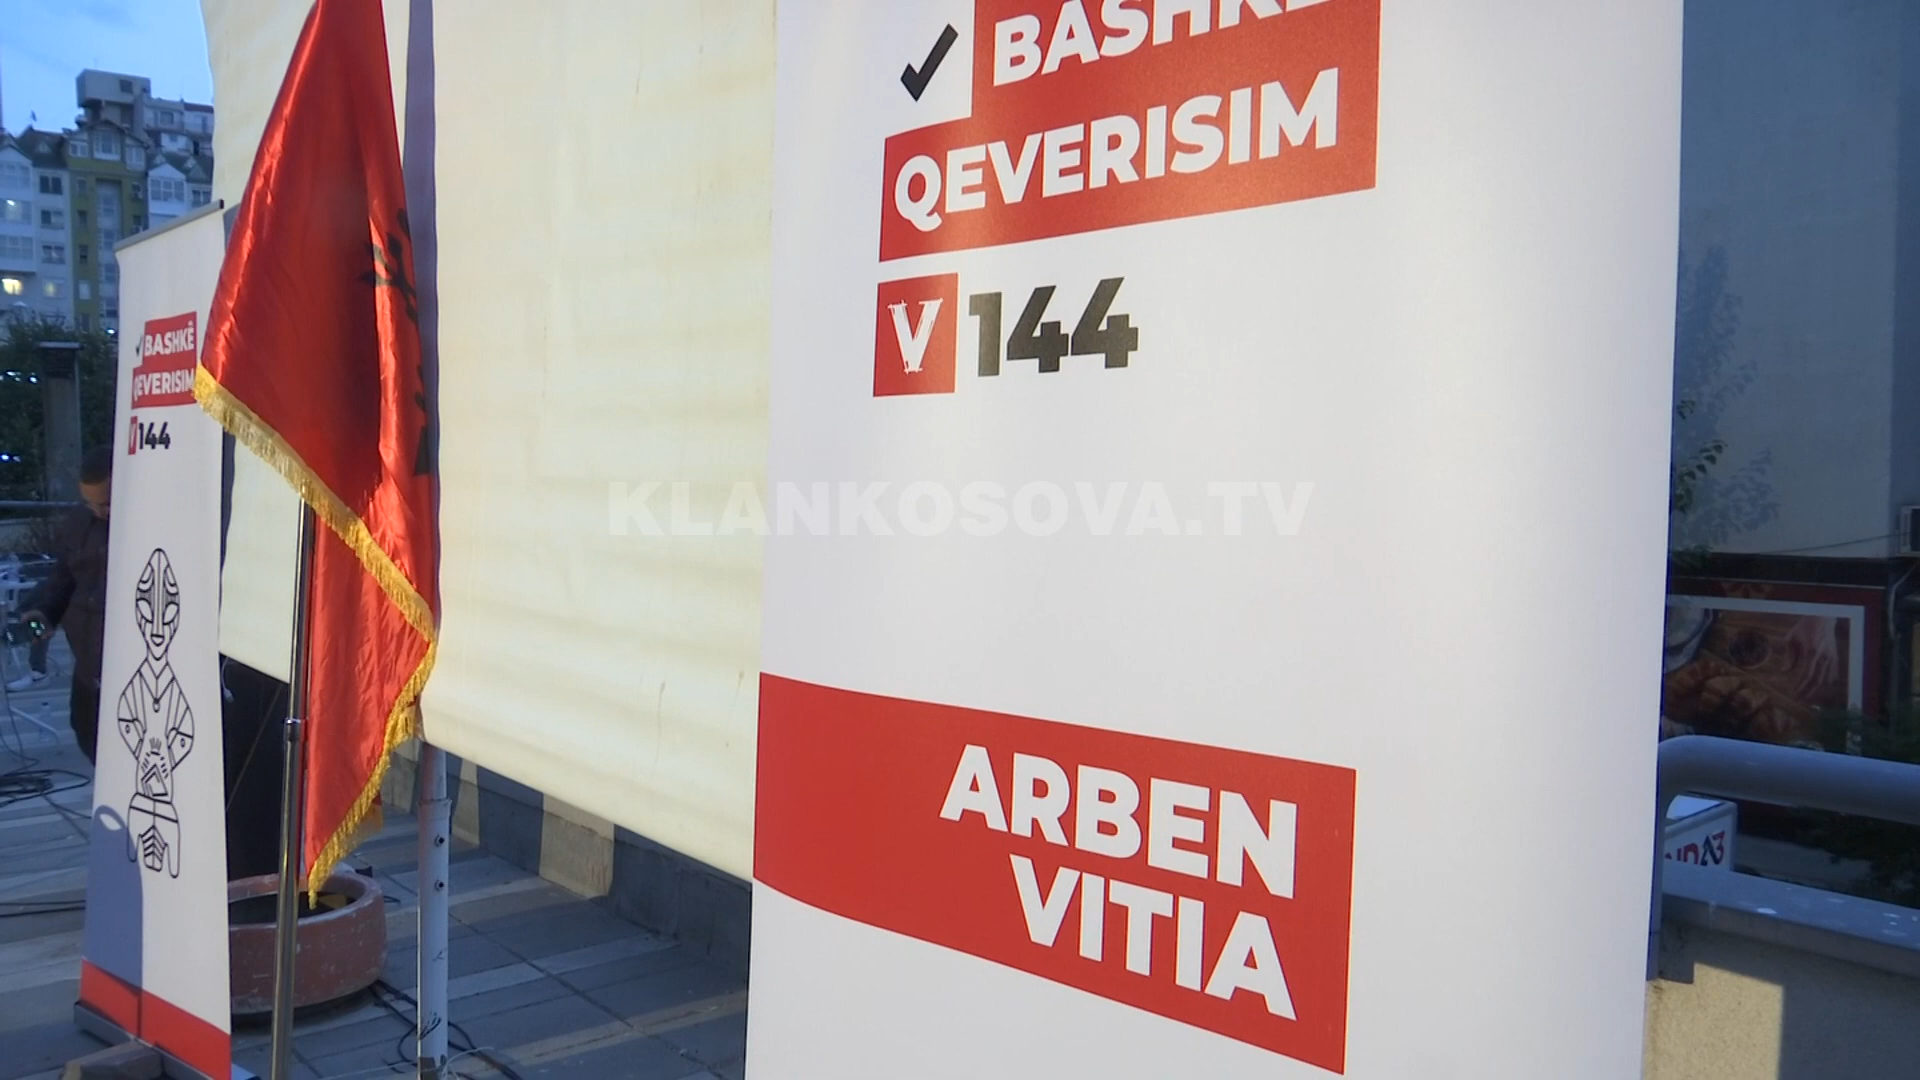 BASHKË
QEVERISIM
V 144
BASHKË
QEVERISIM
V 144
KLANKOSOVA.TV
ARBEN
VITIA